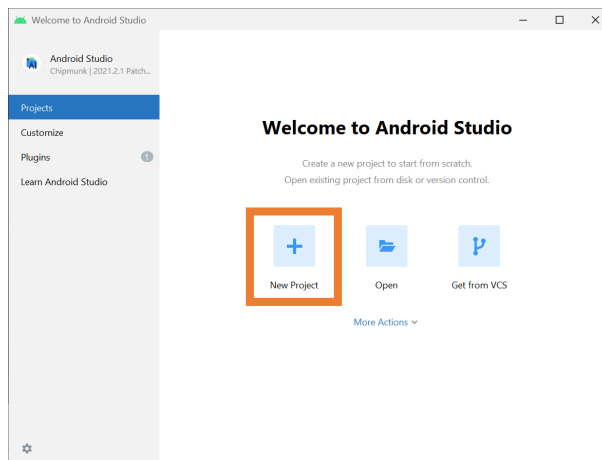 Welcome to Android Studio
Android Studio
Chipmunk | 2021.2.1 Patch...
Projects
Customize
Plugins
1
Learn Android Studio
Welcome to Android Studio
Create a new project to start from scratch.
Open existing project from disk or version control.
New Project
Open
Get from VCS
More Actions